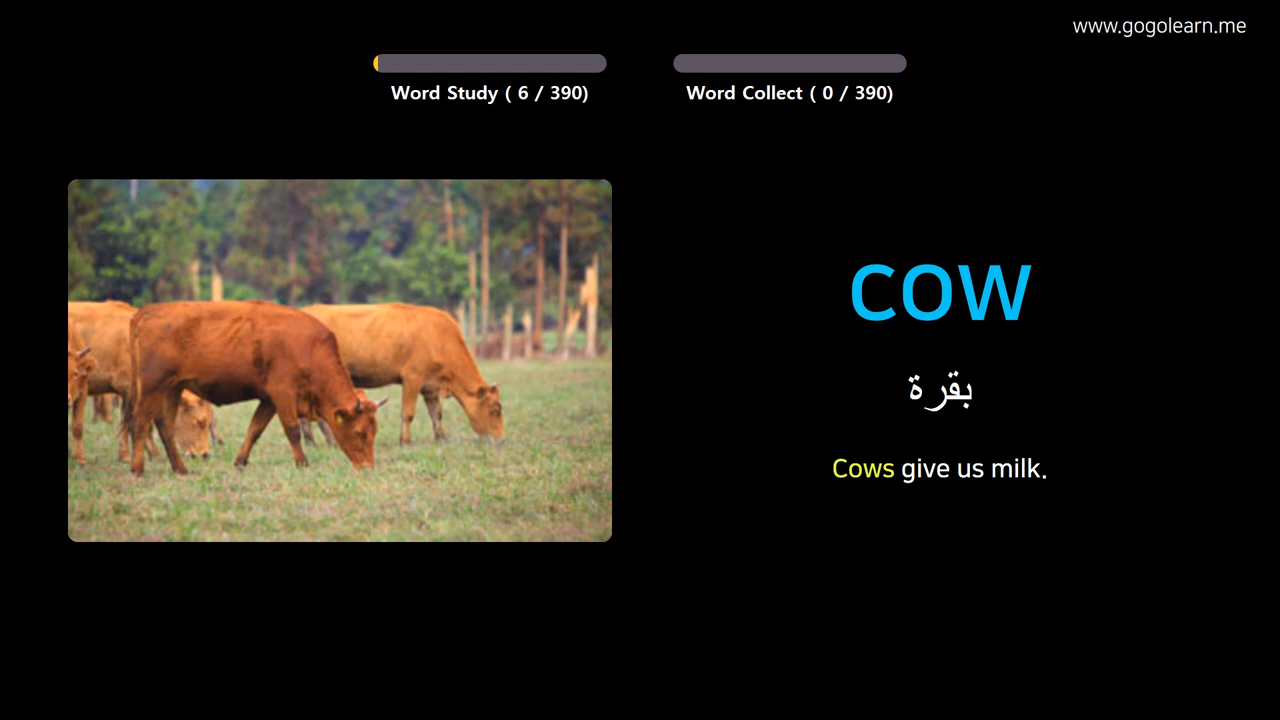 www.gogolearn.me
Word Study ( 6 / 390)
Word Collect ( 0 / 390)
cow
بقرة
Cows give us milk.